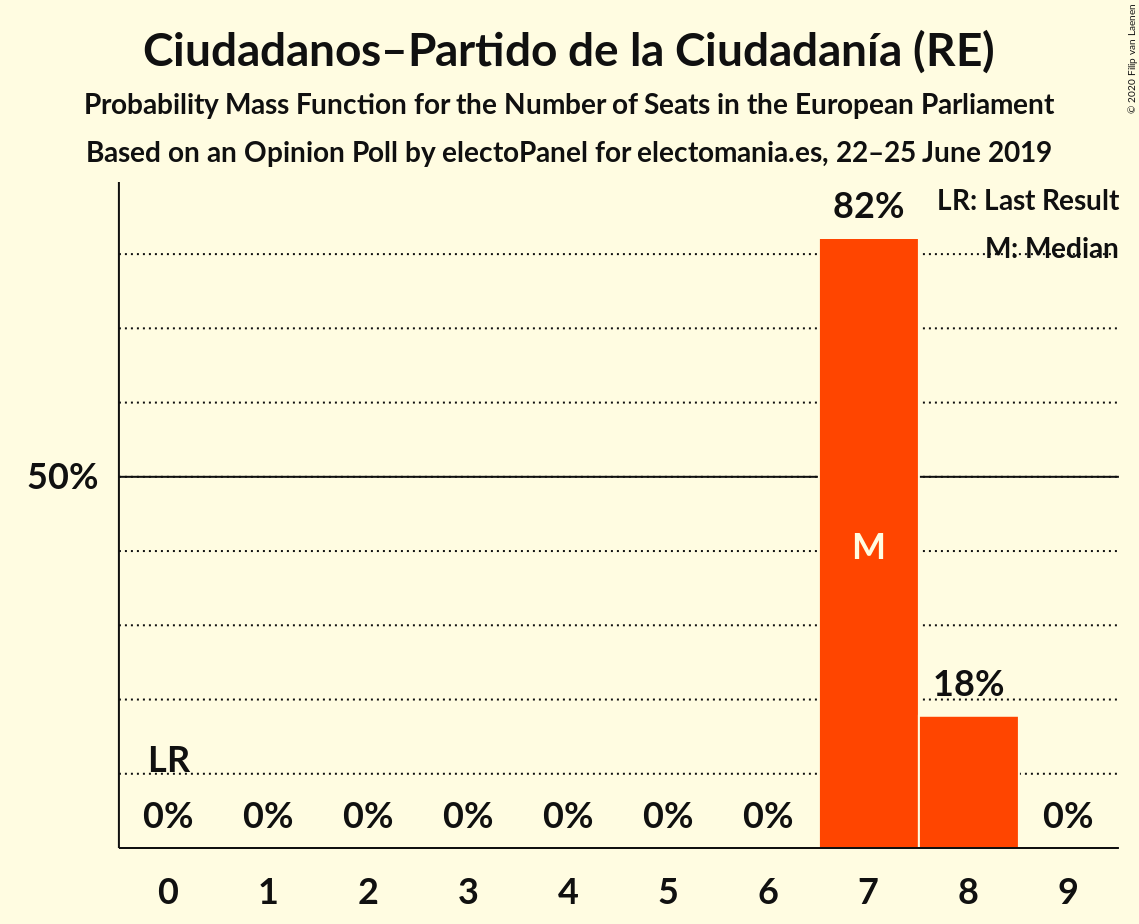 Ciudadanos–Partido de la Ciudadanía (RE)
Probability Mass Function for the Number of Seats in the European Parliament
Based on an Opinion Poll by electoPanel for electomania.es, 22–25 June 2019
© 2020 Filip van Laenen
82%
LR: Last Result
M: Median
50%
M
18%
LR
0% 0% 0% 0% 0% 0% 0% 0%
0 1 2 3 4 5 6 7 8 9